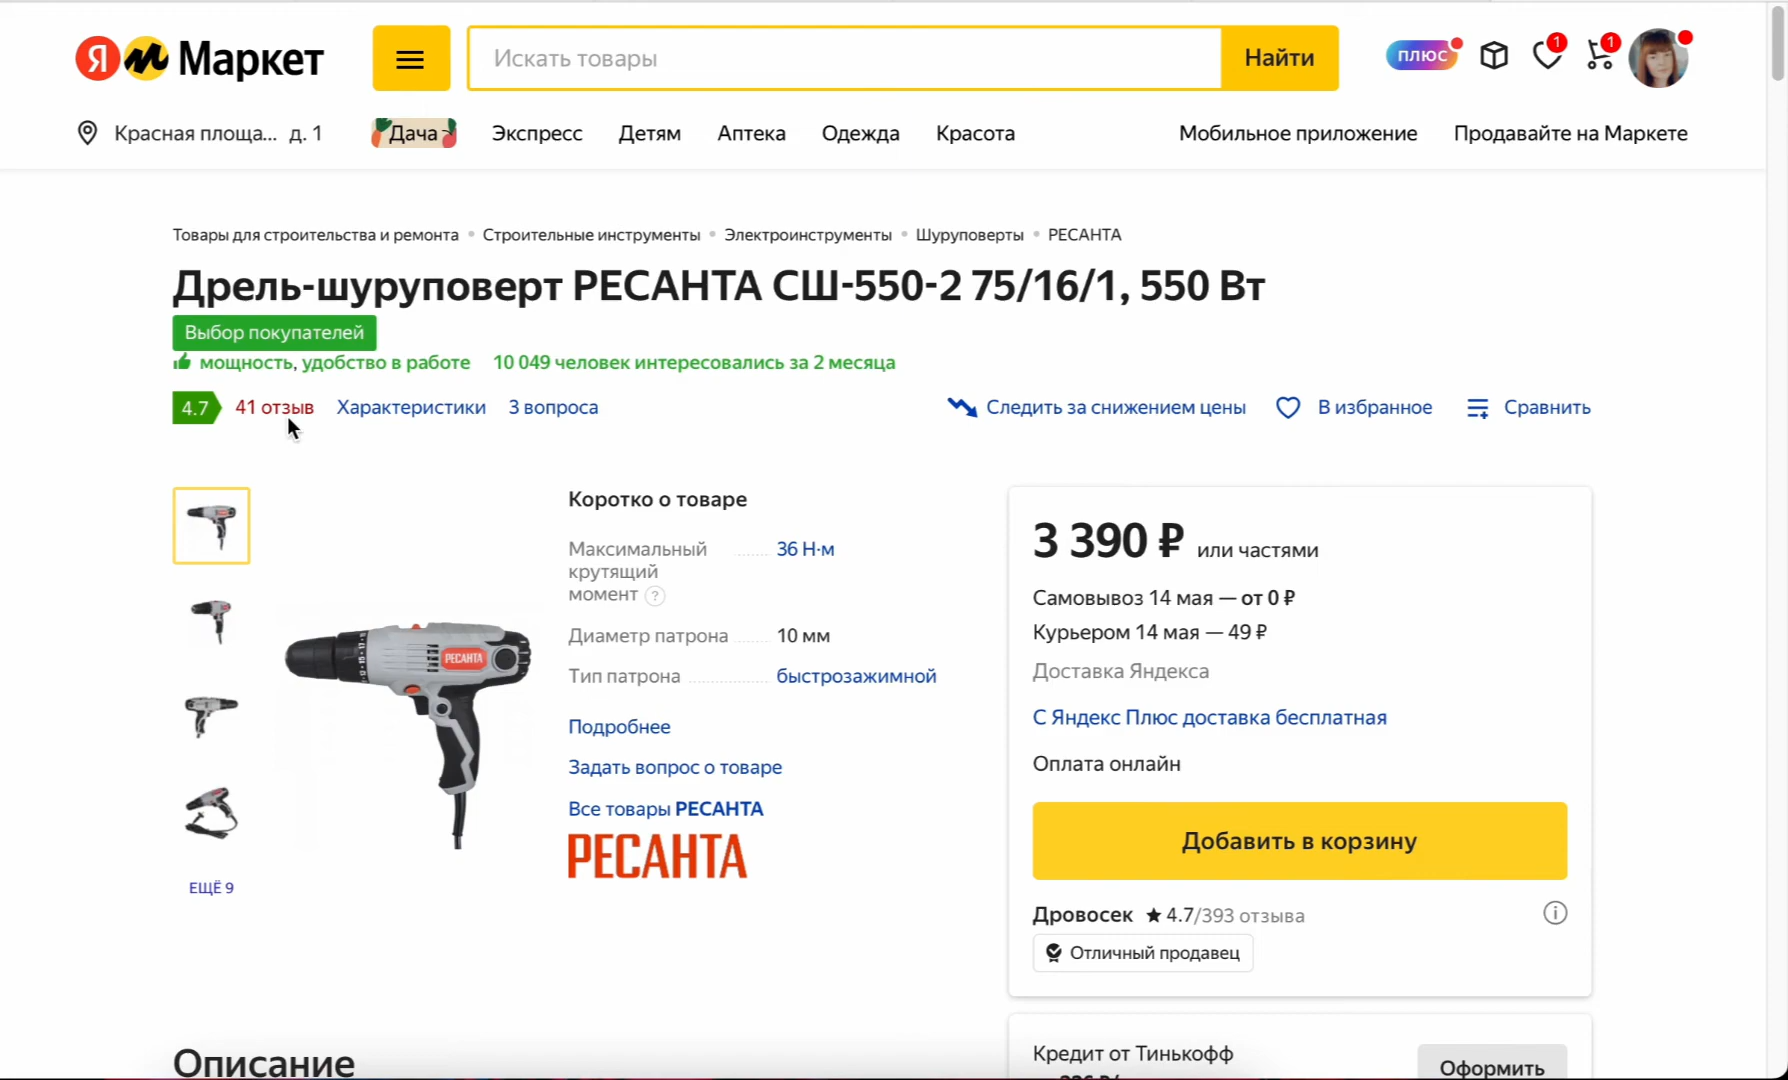 Я м Маркет
Искать товары
Найти
плюс
1
1
Красная площа... д. 1
Дача
Экспресс
Детям
Аптека
Одежда
Красота
Мобильное приложение
Продавайте на Маркете
Товары для строительства и ремонта • Строительные инструменты • Электроинструменты • Шуруповерты • РЕСАНТА
Дрель-шуруповерт РЕСАНТА СШ-550-2 75/16/1, 550 Вт
Выбор покупателей
мощность, удобство в работе
10 049 человек интересовались за 2 месяца
4.7
41 отзыв
Характеристики
3 вопроса
Следить за снижением цены
В избранное
Сравнить
ЕЩЁ 9
РЕСАНТА
Коротко о товаре
Максимальный крутящий момент ? 36 Н·м
Диаметр патрона 10 мм
Тип патрона быстрозажимной
Подробнее
Задать вопрос о товаре
Все товары РЕСАНТА
РЕСАНТА
3 390 ₽ или частями
Самовывоз 14 мая — от 0 ₽
Курьером 14 мая — 49 ₽
Доставка Яндекса
С Яндекс Плюс доставка бесплатная
Оплата онлайн
Добавить в корзину
Дровосек ★ 4.7/393 отзыва
Отличный продавец
Кредит от Тинькофф
Оформить
Описание